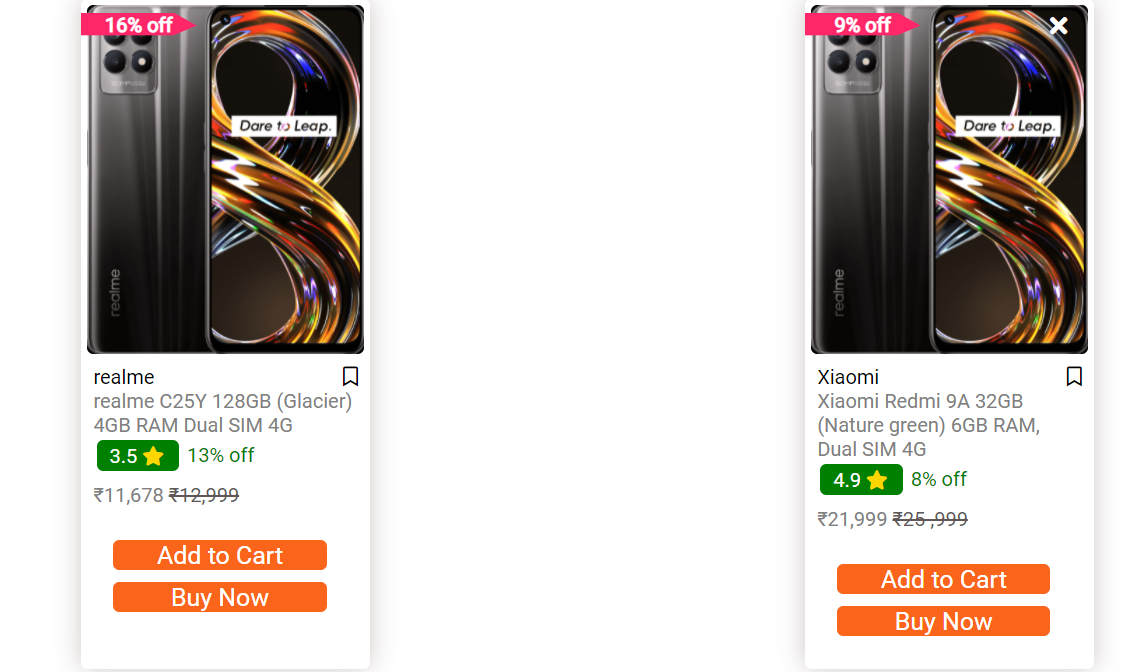 16% off
Dare to Leap.
realme
realme
realme C25Y 128GB (Glacier)
4GB RAM Dual SIM 4G
3.5 13% off
₹11,678 ₹12,999
Add to Cart
Buy Now
9% off
Dare to Leap.
realme
Xiaomi
Xiaomi Redmi 9A 32GB
(Nature green) 6GB RAM,
Dual SIM 4G
4.9 8% off
₹21,999 ₹25 ,999
Add to Cart
Buy Now